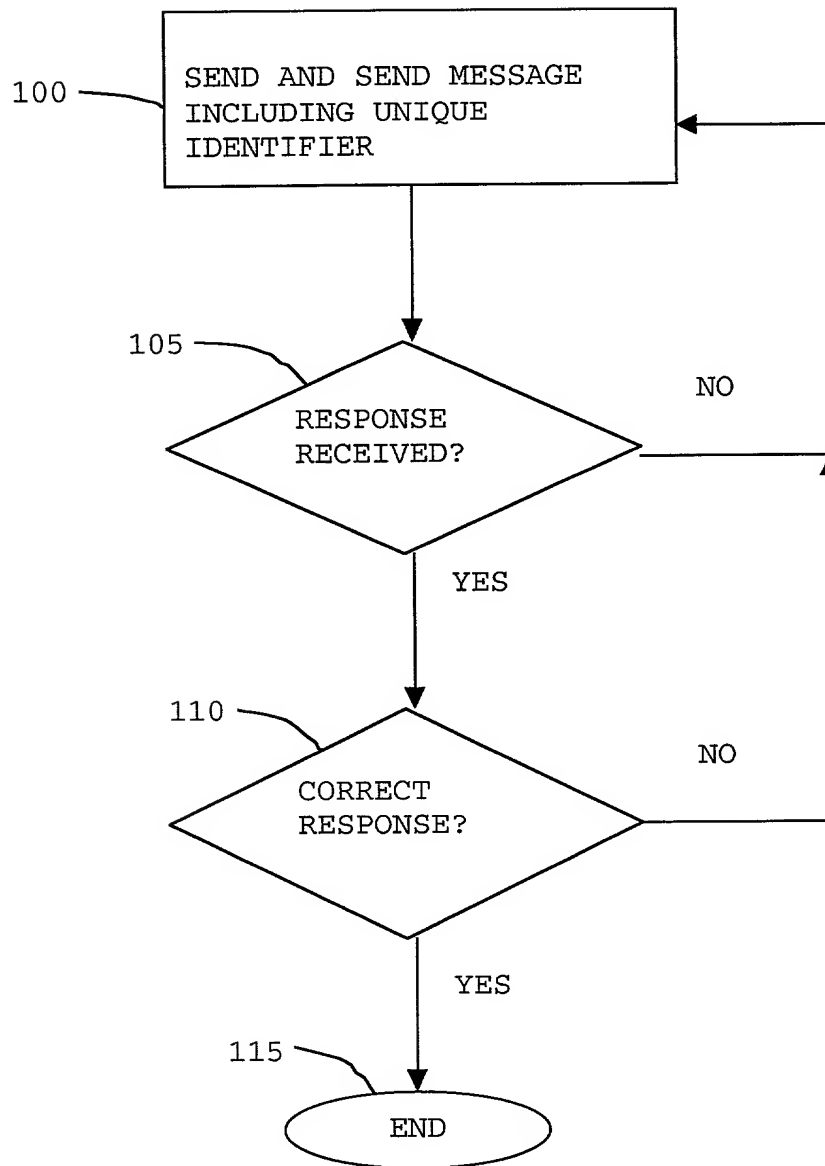 SEND AND SEND MESSAGE
INCLUDING UNIQUE
IDENTIFIER
100
105
RESPONSE
RECEIVED?
NO
YES
110
CORRECT
RESPONSE?
NO
YES
115
END